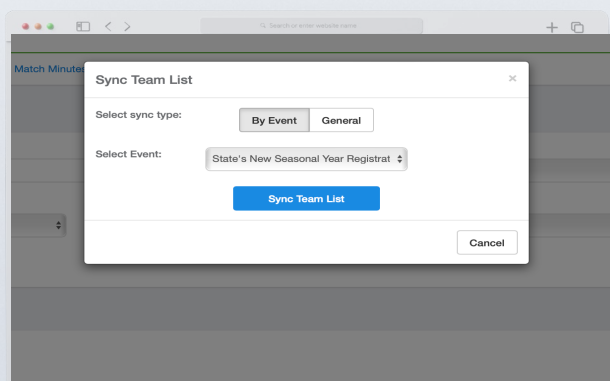 Search or enter website name
Match Minutes
Sync Team List
×
Select sync type:
By Event
General
Select Event:
State's New Seasonal Year Registrat
Sync Team List
Cancel